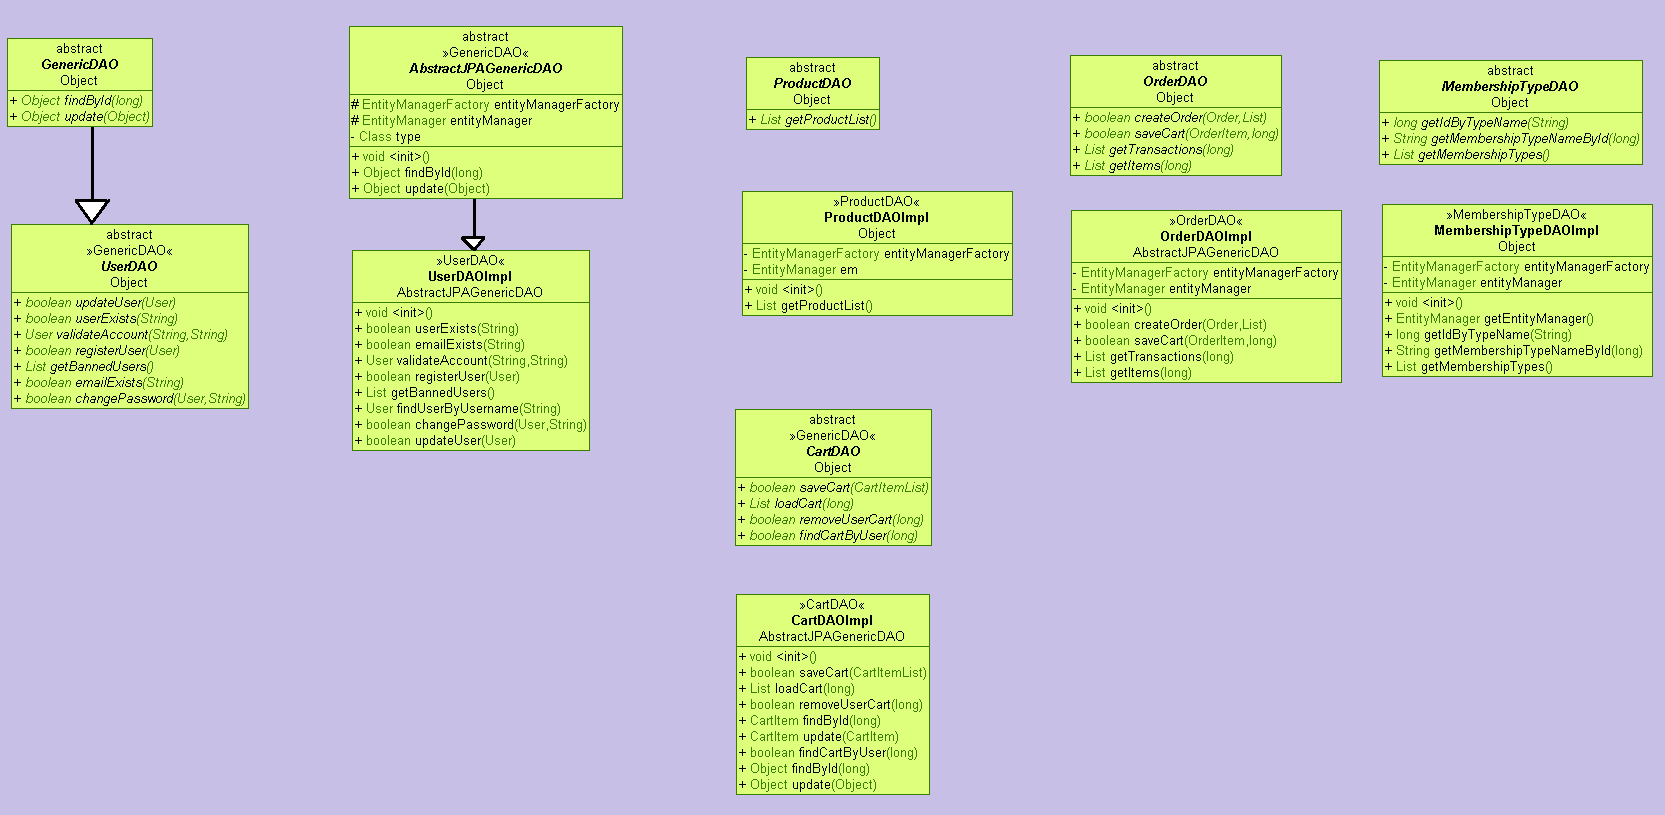 abstract
GenericDAO
Object
+ Object findById(long)
+ Object update(Object)
abstract
»GenericDAO«
UserDAO
Object
+ boolean updateUser(User)
+ boolean userExists(String)
+ User validateAccount(String,String)
+ boolean registerUser(User)
+ List getBannedUsers()
+ boolean emailExists(String)
+ boolean changePassword(User,String)
abstract
»GenericDAO«
AbstractJPAGenericDAO
Object
# EntityManagerFactory entityManagerFactory
# EntityManager entityManager
- Class type
+ void <init>()
+ Object findById(long)
+ Object update(Object)
»UserDAO«
UserDAOImpl
AbstractJPAGenericDAO
+ void <init>()
+ boolean userExists(String)
+ boolean emailExists(String)
+ User validateAccount(String,String)
+ boolean registerUser(User)
+ List getBannedUsers()
+ User findUserByUsername(String)
+ boolean changePassword(User,String)
+ boolean updateUser(User)
abstract
ProductDAO
Object
+ List getProductList()
»ProductDAO«
ProductDAOImpl
Object
- EntityManagerFactory entityManagerFactory
- EntityManager em
+ void <init>()
+ List getProductList()
abstract
»GenericDAO«
CartDAO
Object
+ boolean saveCart(CartItemList)
+ List loadCart(long)
+ boolean removeUserCart(long)
+ boolean findCartByUser(long)
»CartDAO«
CartDAOImpl
AbstractJPAGenericDAO
+ void <init>()
+ boolean saveCart(CartItemList)
+ List loadCart(long)
+ boolean removeUserCart(long)
+ CartItem findById(long)
+ CartItem update(CartItem)
+ boolean findCartByUser(long)
+ Object findById(long)
+ Object update(Object)
abstract
OrderDAO
Object
+ boolean createOrder(Order,List)
+ boolean saveCart(OrderItem,long)
+ List getTransactions(long)
+ List getItems(long)
»OrderDAO«
OrderDAOImpl
AbstractJPAGenericDAO
- EntityManagerFactory entityManagerFactory
- EntityManager entityManager
+ void <init>()
+ boolean createOrder(Order,List)
+ boolean saveCart(OrderItem,long)
+ List getTransactions(long)
+ List getItems(long)
abstract
MembershipTypeDAO
Object
+ long getIdByTypeName(String)
+ String getMembershipTypeNameById(long)
+ List getMembershipTypes()
»MembershipTypeDAO«
MembershipTypeDAOImpl
Object
- EntityManagerFactory entityManagerFactory
- EntityManager entityManager
+ void <init>()
+ EntityManager getEntityManager()
+ long getIdByTypeName(String)
+ String getMembershipTypeNameById(long)
+ List getMembershipTypes()